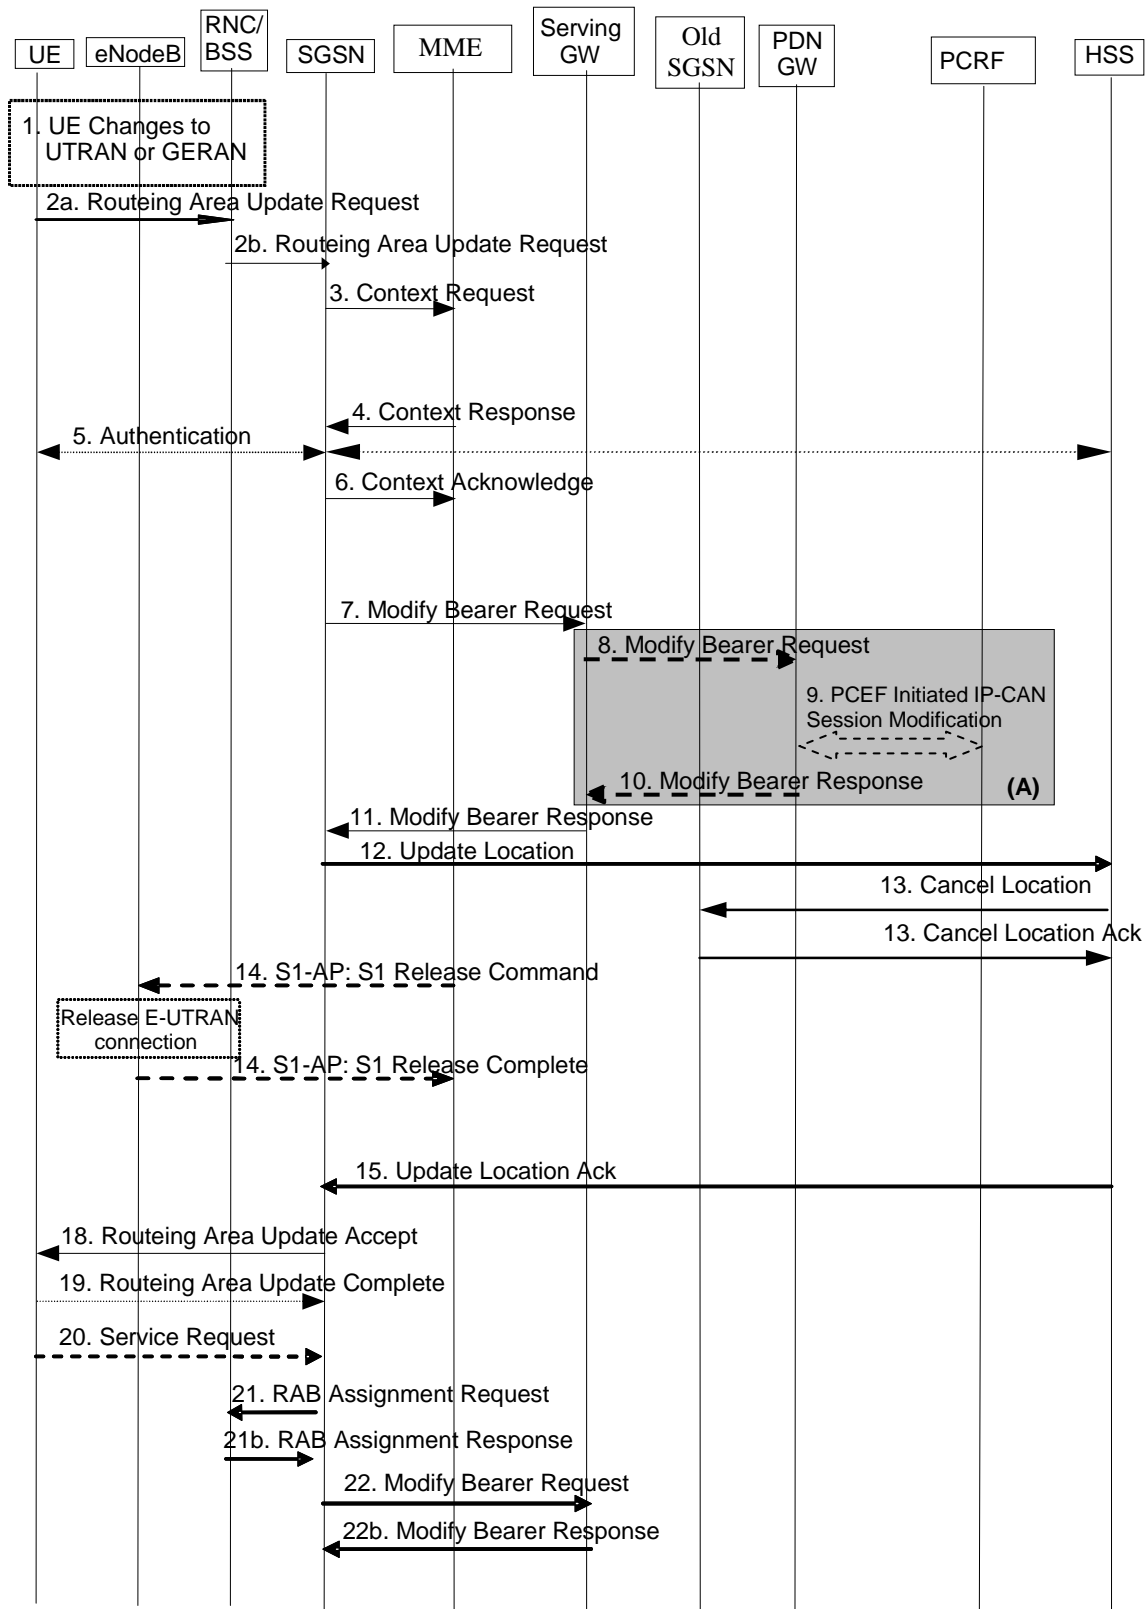 UE
eNodeB
RNC/
BSS
SGSN
MME
Serving
GW
Old
SGSN
PDN
GW
PCRF
HSS
1. UE Changes to
UTRAN or GERAN
2a. Routeing Area Update Request
2b. Routeing Area Update Request
3. Context Request
4. Context Response
5. Authentication
6. Context Acknowledge
7. Modify Bearer Request
8. Modify Bearer Request
9. PCEF Initiated IP-CAN
Session Modification
10. Modify Bearer Response
(A)
11. Modify Bearer Response
12. Update Location
13. Cancel Location
13. Cancel Location Ack
14. S1-AP: S1 Release Command
Release E-UTRAN
connection
14. S1-AP: S1 Release Complete
15. Update Location Ack
18. Routeing Area Update Accept
19. Routeing Area Update Complete
20. Service Request
21. RAB Assignment Request
21b. RAB Assignment Response
22. Modify Bearer Request
22b. Modify Bearer Response